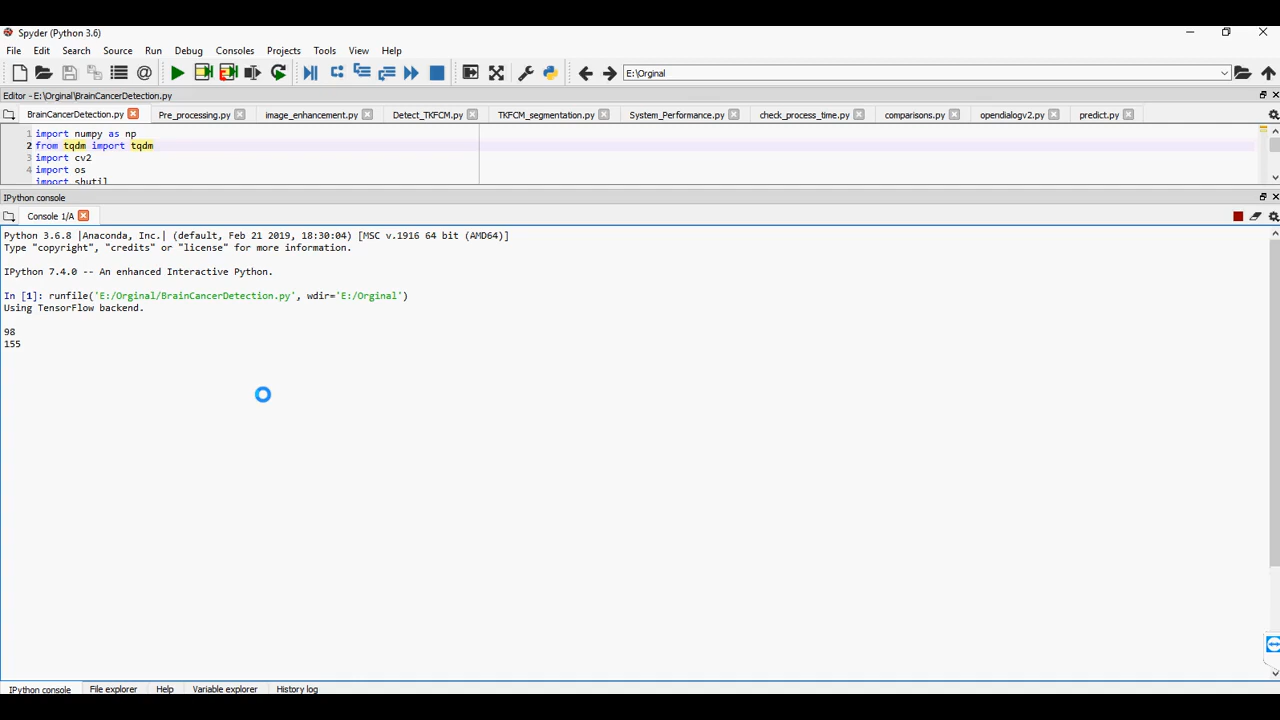 Spyder (Python 3.6)
File Edit Search Source Run Debug Consoles Projects Tools View Help
E:\Orginal
Editor - E:\Orginal\BrainCancerDetection.py
BrainCancerDetection.py Pre_processing.py image_enhancement.py Detect_TKFCM.py TKFCM_segmentation.py System_Performance.py check_process_time.py comparisons.py opendialogv2.py predict.py
1 import numpy as np
2 from tqdm import tqdm
3 import cv2
4 import os
import shutil
IPython console
Console 1/A
Python 3.6.8 |Anaconda, Inc.| (default, Feb 21 2019, 18:30:04) [MSC v.1916 64 bit (AMD64)]
Type "copyright", "credits" or "license" for more information.
IPython 7.4.0 -- An enhanced Interactive Python.
In [1]: runfile('E:/Orginal/BrainCancerDetection.py', wdir='E:/Orginal')
Using TensorFlow backend.
98
155
IPython console File explorer Help Variable explorer History log